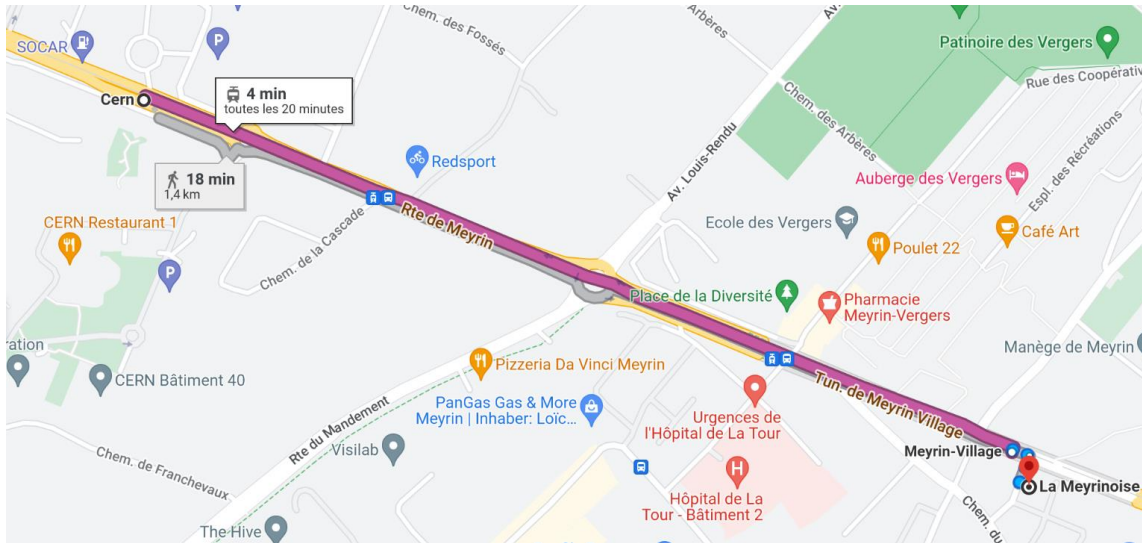 Chem. des Fossés
Arbères
Av.
SOCAR
P
Patinoire des Vergers
Rue des Coopérativ
4 min
toutes les 20 minutes
Cern
Chem. des Arbères
Espl. des Récréations
Av. Louis-Rendu
Redsport
18 min
1,4 km
Auberge des Vergers
CERN Restaurant 1
Rte de Meyrin
Ecole des Vergers
Café Art
Poulet 22
Chem. de la Cascade
P
Place de la Diversité
Pharmacie
Meyrin-Vergers
ration
Manège de Meyrin
CERN Bâtiment 40
Pizzeria Da Vinci Meyrin
Tun. de Meyrin Village
PanGas Gas & More
Meyrin | Inhaber: Loïc...
Urgences de
l'Hôpital de La Tour
Rte du Mandement
Visilab
Meyrin-Village
Chem. de Franchevaux
H
La Meyrinoise
Hôpital de La
Tour - Bâtiment 2
Chem. du
The Hive